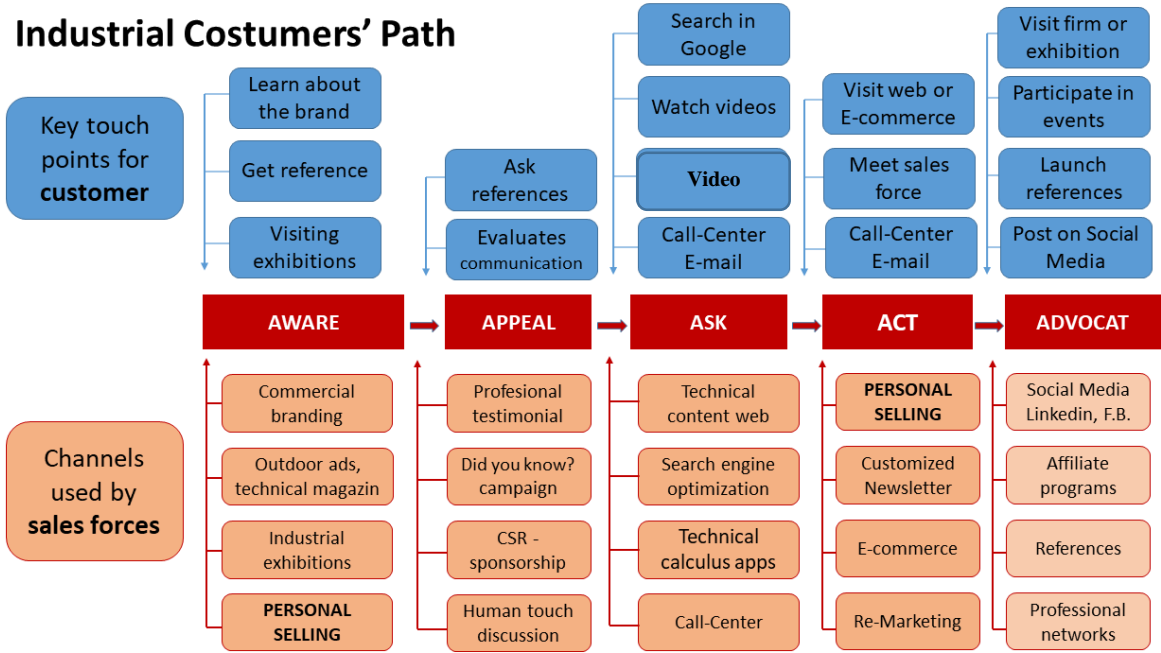 Industrial Costumers’ Path
Key touch
points for
customer
Learn about
the brand
Get reference
Visiting
exhibitions
Ask
references
Evaluates
communication
Search in
Google
Watch videos
Video
Call-Center
E-mail
Visit web or
E-commerce
Meet sales
force
Call-Center
E-mail
Visit firm or
exhibition
Participate in
events
Launch
references
Post on Social
Media
AWARE
APPEAL
ASK
ACT
ADVOCAT
Channels
used by
sales forces
Commercial
branding
Outdoor ads,
technical magazin
Industrial
exhibitions
PERSONAL
SELLING
Profesional
testimonial
Did you know?
campaign
CSR -
sponsorship
Human touch
discussion
Technical
content web
Search engine
optimization
Technical
calculus apps
Call-Center
PERSONAL
SELLING
Customized
Newsletter
E-commerce
Re-Marketing
Social Media
Linkedin, F.B.
Affiliate
programs
References
Professional
networks